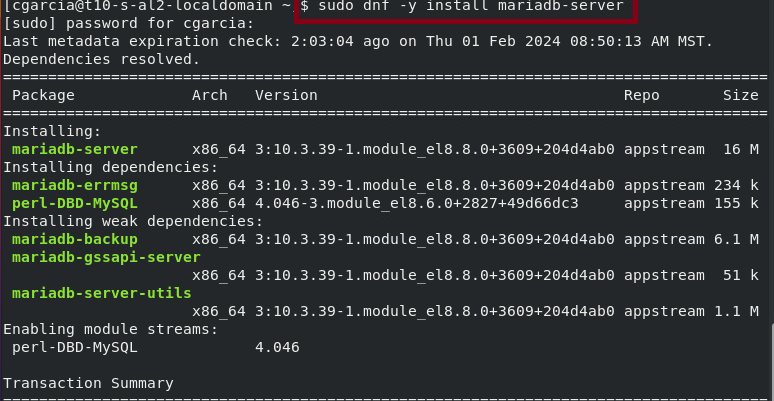 [cgarcia@t10-s-al2-localdomain ~]$ sudo dnf -y install mariadb-server
[sudo] password for cgarcia:
Last metadata expiration check: 2:03:04 ago on Thu 01 Feb 2024 08:50:13 AM MST.
Dependencies resolved.
================================================================================
Package Arch Version Repo Size
================================================================================
Installing:
mariadb-server x86_64 3:10.3.39-1.module_el8.8.0+3609+204d4ab0 appstream 16 M
Installing dependencies:
mariadb-errmsg x86_64 3:10.3.39-1.module_el8.8.0+3609+204d4ab0 appstream 234 k
perl-DBD-MySQL x86_64 4.046-3.module_el8.6.0+2827+49d66dc3 appstream 155 k
Installing weak dependencies:
mariadb-backup x86_64 3:10.3.39-1.module_el8.8.0+3609+204d4ab0 appstream 6.1 M
mariadb-gssapi-server
x86_64 3:10.3.39-1.module_el8.8.0+3609+204d4ab0 appstream 51 k
mariadb-server-utils
x86_64 3:10.3.39-1.module_el8.8.0+3609+204d4ab0 appstream 1.1 M
Enabling module streams:
perl-DBD-MySQL 4.046
Transaction Summary
================================================================================